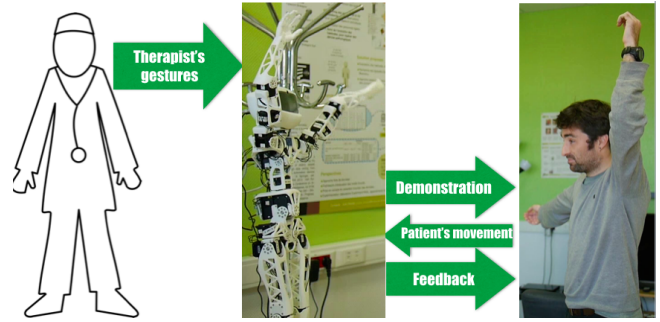 Therapist's
gestures
Demonstration
Patient's movement
Feedback